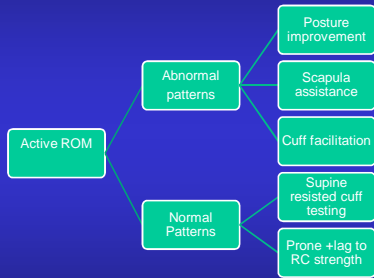 Active ROM
Abnormal
patterns
Posture
improvement
Scapula
assistance
Cuff facilitation
Normal
Patterns
Supine
resisted cuff
testing
Prone +lag to
RC strength